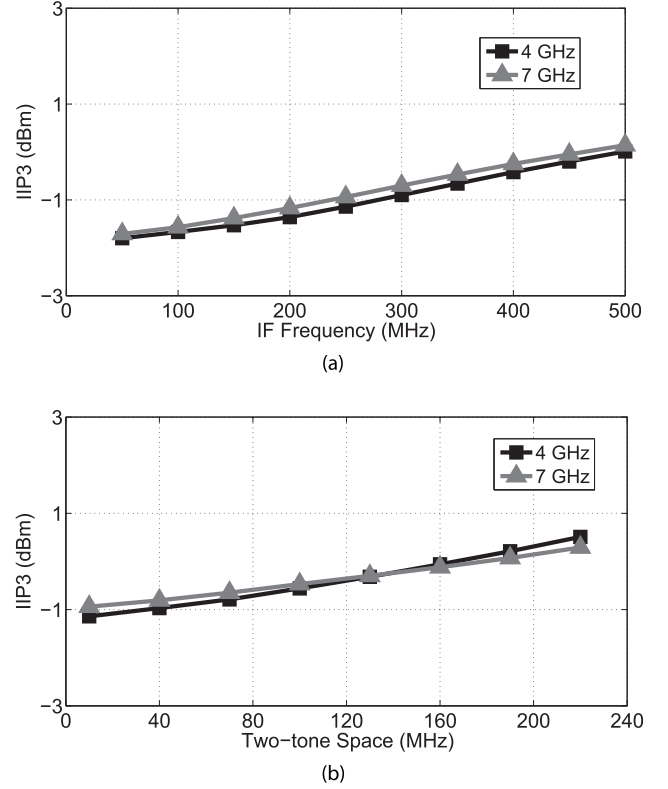 3
1
−1
−3
IIP3 (dBm)
4 GHz
7 GHz
0 100 200 300 400 500
IF Frequency (MHz)
(a)
3
1
−1
−3
IIP3 (dBm)
4 GHz
7 GHz
0 40 80 120 160 200 240
Two−tone Space (MHz)
(b)